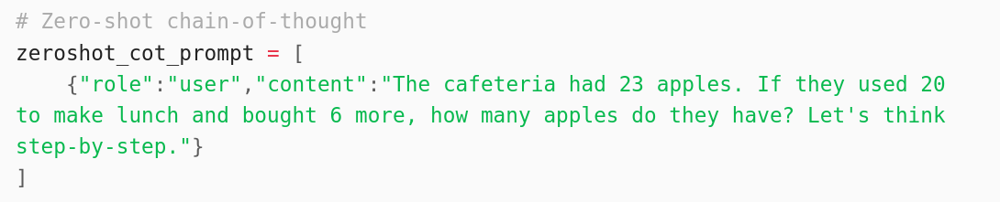 # Zero-shot chain-of-thought
zeroshot_cot_prompt = [
    {"role":"user","content":"The cafeteria had 23 apples. If they used 20
to make lunch and bought 6 more, how many apples do they have? Let's think
step-by-step."}
]